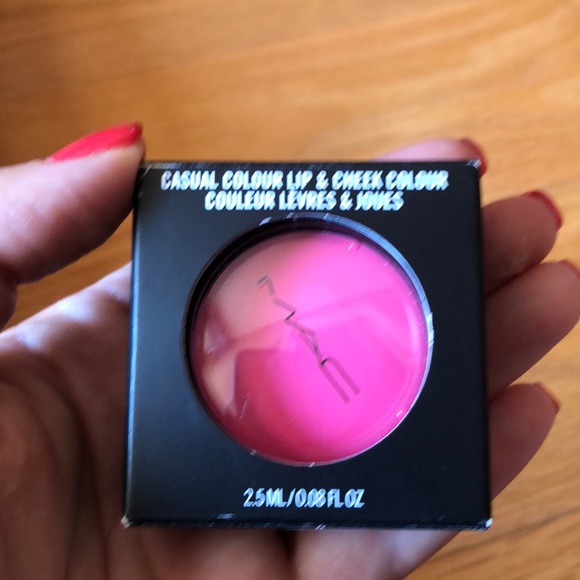 CASUAL COLOUR LIP & CHEEK COLOUR
COULEUR LÈVRES & JOUES
MAC
2.5 ML/0.08 FL OZ